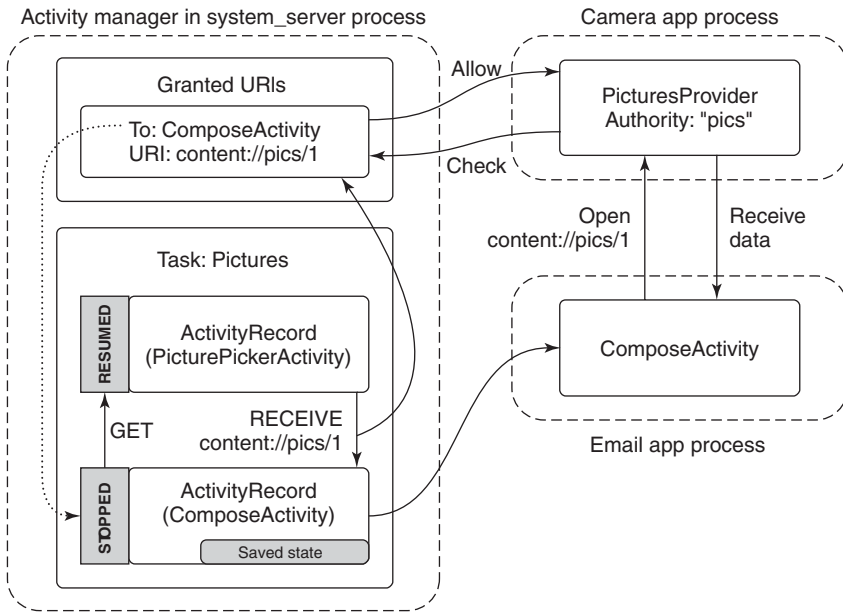 Activity manager in system_server process
Camera app process
Granted URIs
To: ComposeActivity
URI: content://pics/1
Allow
Check
PicturesProvider
Authority: "pics"
Open
content://pics/1
Receive
data
Task: Pictures
RESUMED
ActivityRecord
(PicturePickerActivity)
GET
RECEIVE
content://pics/1
STOPPED
ActivityRecord
(ComposeActivity)
Saved state
ComposeActivity
Email app process